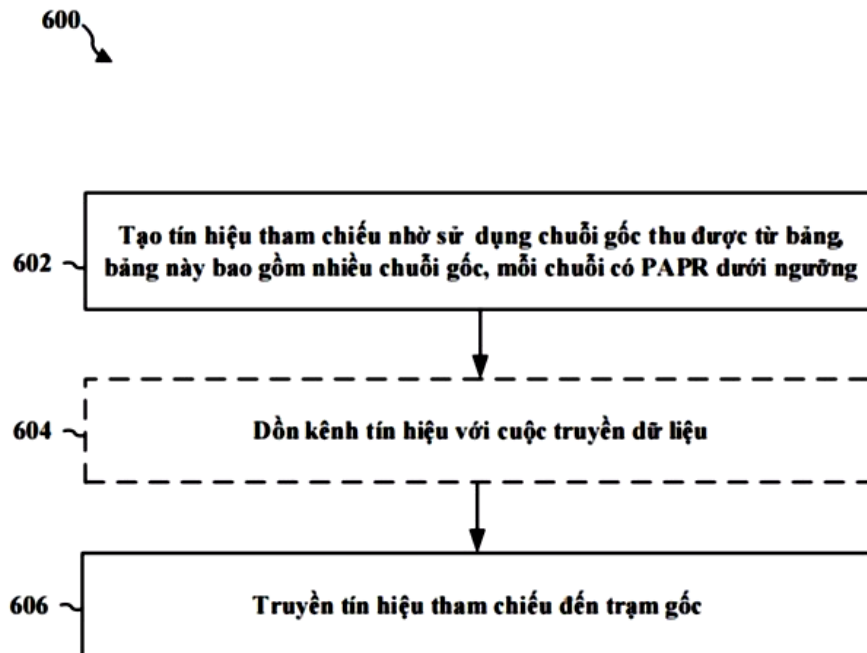 600
602
Tạo tín hiệu tham chiếu nhờ sử dụng chuỗi gốc thu được từ bảng,
bảng này bao gồm nhiều chuỗi gốc, mỗi chuỗi có PAPR dưới ngưỡng
604
Dồn kênh tín hiệu với cuộc truyền dữ liệu
606
Truyền tín hiệu tham chiếu đến trạm gốc